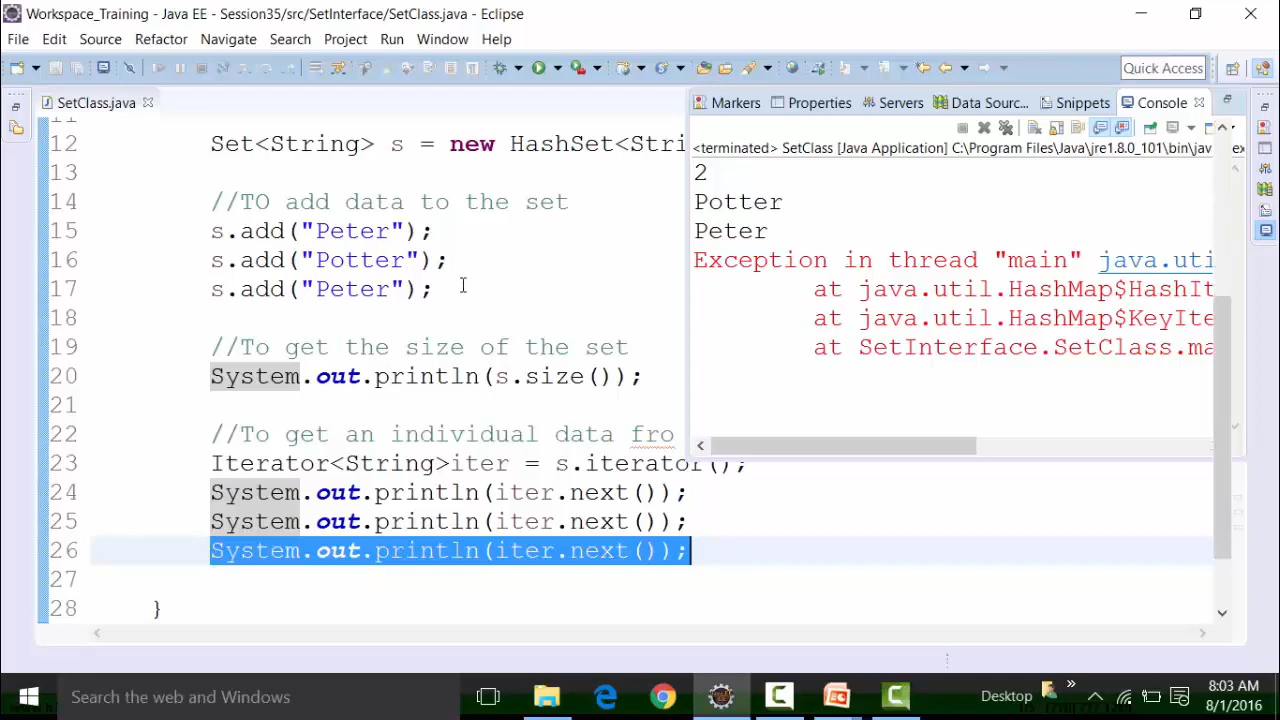 Workspace_Training - Java EE - Session35/src/SetInterface/SetClass.java - Eclipse
File Edit Source Refactor Navigate Search Project Run Window Help
Quick Access
SetClass.java
Markers Properties Servers Data Sourc... Snippets Console
<terminated> SetClass [Java Application] C:\Program Files\Java\jre1.8.0_101\bin\jav
2
Potter
Peter
Exception in thread "main" java.uti
at java.util.HashMap$HashIt
at java.util.HashMap$KeyIte
at SetInterface.SetClass.ma
11
12 Set<String> s = new HashSet<Stri
13
14 //TO add data to the set
15 s.add("Peter");
16 s.add("Potter");
17 s.add("Peter");
18
19 //To get the size of the set
20 System.out.println(s.size());
21
22 //To get an individual data fro
23 Iterator<String>iter = s.iterator();
24 System.out.println(iter.next());
25 System.out.println(iter.next());
26 System.out.println(iter.next());
27
28 }
Search the web and Windows
Desktop
8:03 AM
8/1/2016